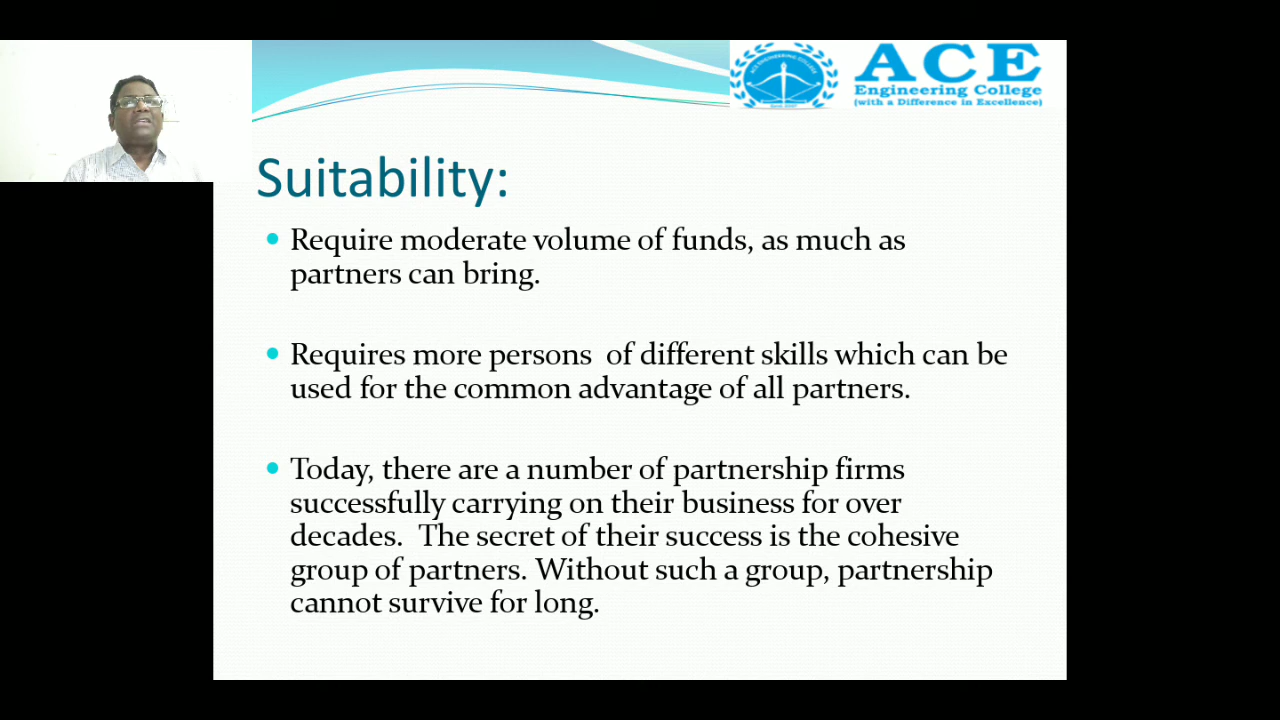 ACE
Engineering College
(with a Difference in Excellence)
Suitability:
Require moderate volume of funds, as much as
partners can bring.
Requires more persons of different skills which can be
used for the common advantage of all partners.
Today, there are a number of partnership firms
successfully carrying on their business for over
decades. The secret of their success is the cohesive
group of partners. Without such a group, partnership
cannot survive for long.